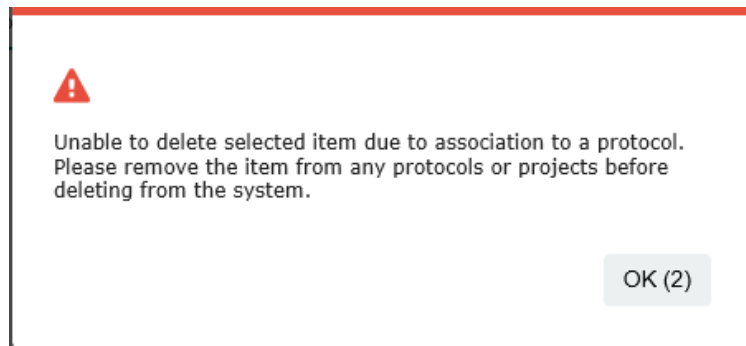 Unable to delete selected item due to association to a protocol.
Please remove the item from any protocols or projects before
deleting from the system.
OK (2)